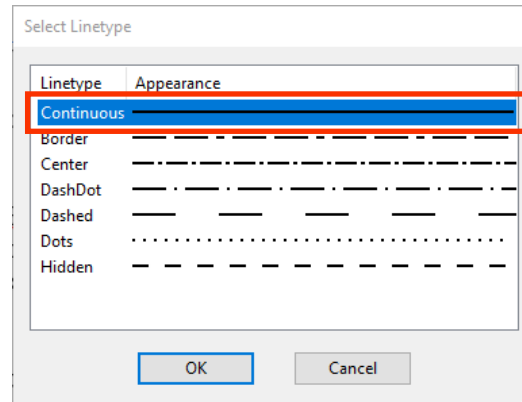 Select Linetype
Linetype Appearance
Continuous
Border
Center
DashDot
Dashed
Dots
Hidden
OK Cancel